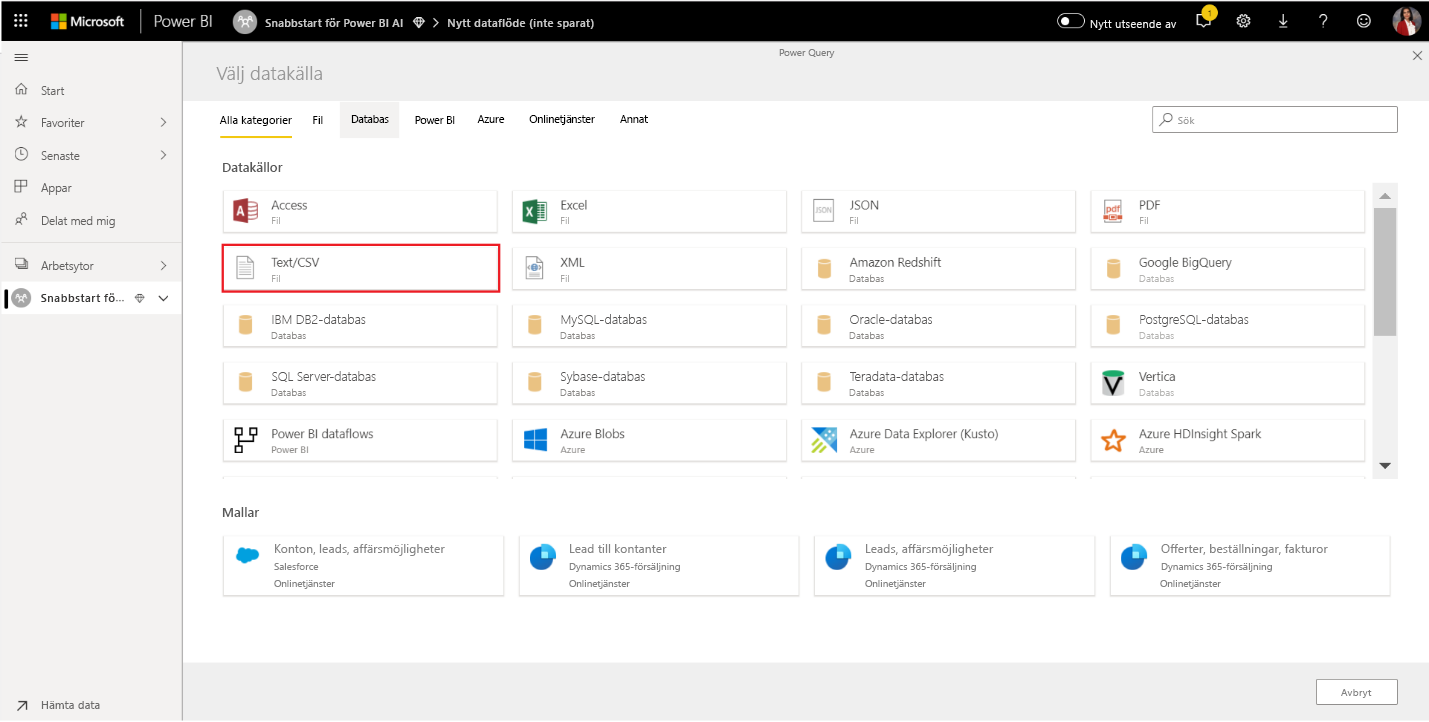 Microsoft Power BI Snabbstart för Power BI AI Nytt dataflöde (inte sparat) Nytt utseende av 1
Power Query
Välj datakälla
Start
Favoriter
Senaste
Appar
Delat med mig
Arbetsytor
Snabbstart fö...
Hämta data
Alla kategorier Fil Databas Power BI Azure Onlinetjänster Annat Sök
Datakällor
Access
Fil
Excel
Fil
JSON
JSON
Fil
pdf
PDF
Fil
Text/CSV
Fil
XML
Fil
Amazon Redshift
Databas
Google BigQuery
Databas
IBM DB2-databas
Databas
MySQL-databas
Databas
Oracle-databas
Databas
PostgreSQL-databas
Databas
SQL Server-databas
Databas
Sybase-databas
Databas
Teradata-databas
Databas
Vertica
Databas
Power BI dataflows
Power BI
Azure Blobs
Azure
Azure Data Explorer (Kusto)
Azure
Azure HDInsight Spark
Azure
Mallar
Konton, leads, affärsmöjligheter
Salesforce
Onlinetjänster
Lead till kontanter
Dynamics 365-försäljning
Onlinetjänster
Leads, affärsmöjligheter
Dynamics 365-försäljning
Onlinetjänster
Offerter, beställningar, fakturor
Dynamics 365-försäljning
Onlinetjänster
Avbryt